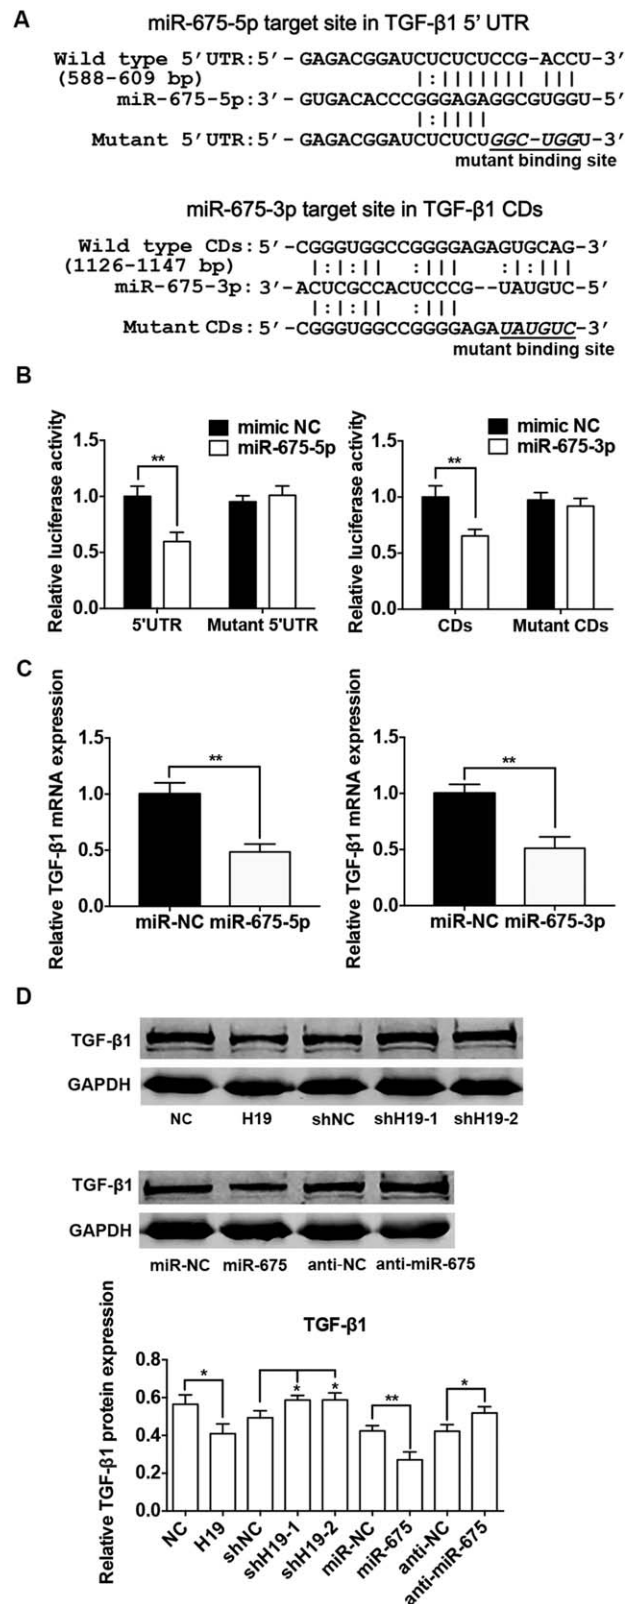 A
miR-675-5p target site in TGF-β1 5' UTR
Wild type 5'UTR:5'-GAGACGGAUCUCUCUCCG-ACCU-3'
(588-609 bp) |:||||||| |||
miR-675-5p:3'-GUGACACCCGGGAGAGGCGUGGU-5'
|:||||
Mutant 5'UTR:5'-GAGACGGAUCUCUCUGGC-UGGU-3'
mutant binding site
miR-675-3p target site in TGF-β1 CDs
Wild type CDs:5'-CGGGUGGCCGGGGAGAGUGCAG-3'
(1126-1147 bp) |:|:|| :||| :|:|||
miR-675-3p:3'-ACUCGCCACUCCCG--UAUGUC-5'
|:|:|| :|||
Mutant CDs:5'-CGGGUGGCCGGGGAGAUAUGUC-3'
mutant binding site
B
Relative luciferase activity
mimic NC
miR-675-5p
1.5
1.0
0.5
0.0
**
5'UTR Mutant 5'UTR
Relative luciferase activity
mimic NC
miR-675-3p
1.5
1.0
0.5
0.0
**
CDs Mutant CDs
C
Relative TGF-β1 mRNA expression
1.5
1.0
0.5
0.0
**
miR-NC miR-675-5p
Relative TGF-β1 mRNA expression
1.5
1.0
0.5
0.0
**
miR-NC miR-675-3p
D
TGF-β1
GAPDH
NC H19 shNC shH19-1 shH19-2
TGF-β1
GAPDH
miR-NC miR-675 anti-NC anti-miR-675
TGF-β1
Relative TGF-β1 protein expression
0.8
0.6
0.4
0.2
0.0
* * * ** *
NC H19 shNC shH19-1 shH19-2 miR-NC miR-675 anti-NC anti-miR-675